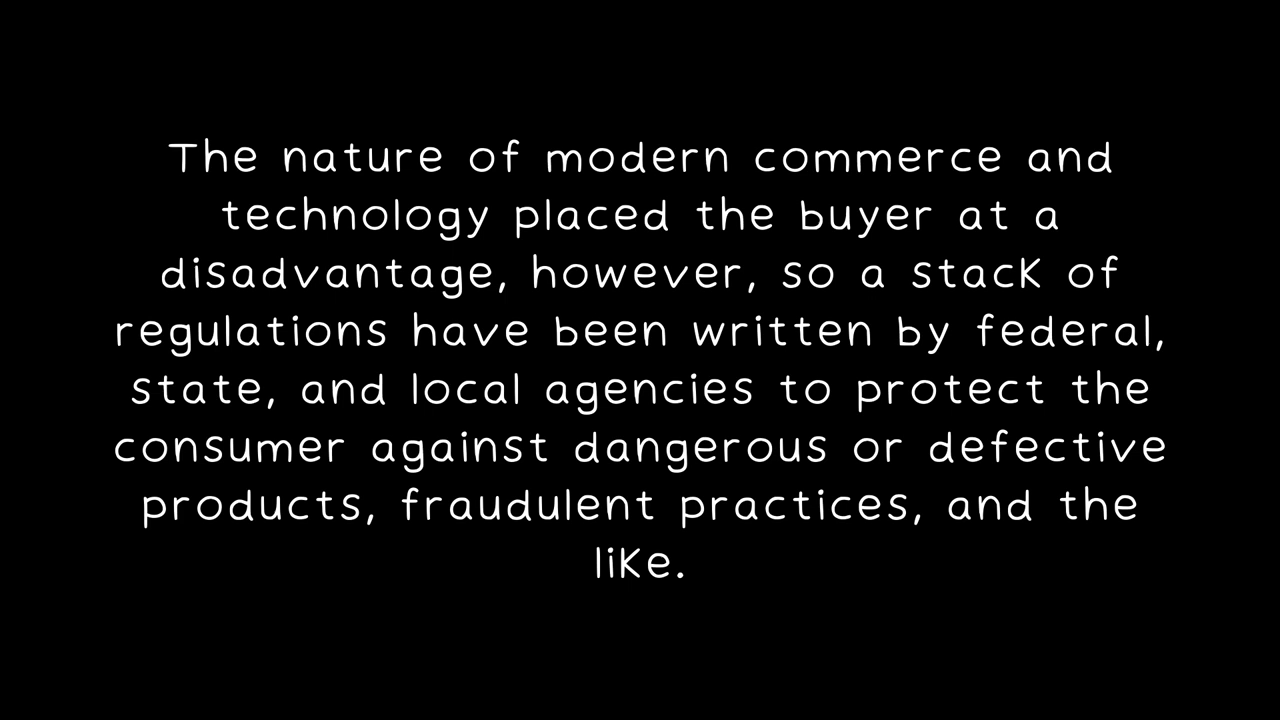 The nature of modern commerce and
technology placed the buyer at a
disadvantage, however, so a stack of
regulations have been written by federal,
state, and local agencies to protect the
consumer against dangerous or defective
products, fraudulent practices, and the
like.